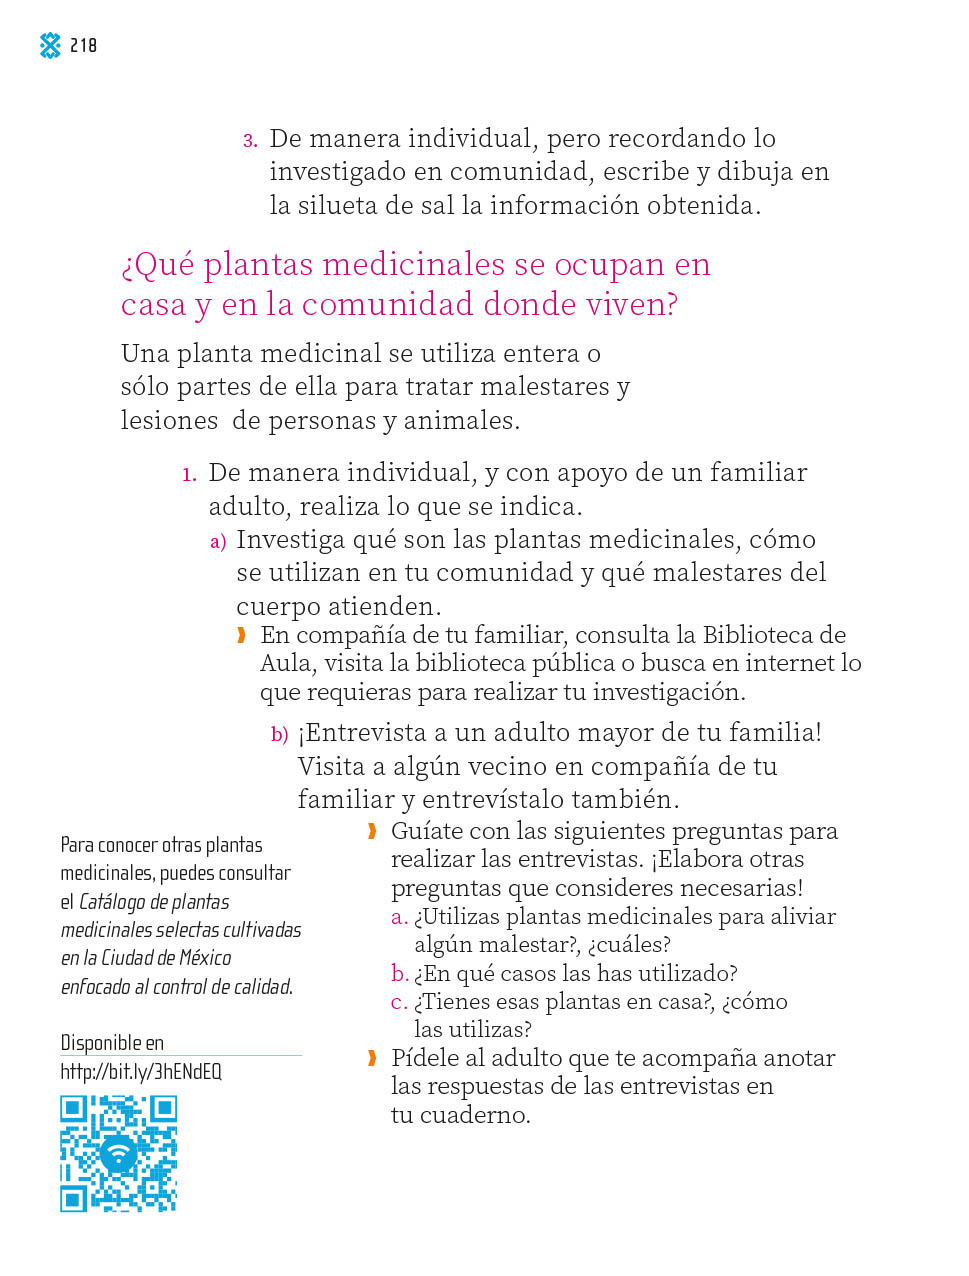 218
3. De manera individual, pero recordando lo
investigado en comunidad, escribe y dibuja en
la silueta de sal la información obtenida.
¿Qué plantas medicinales se ocupan en
casa y en la comunidad donde viven?
Una planta medicinal se utiliza entera o
sólo partes de ella para tratar malestares y
lesiones de personas y animales.
1. De manera individual, y con apoyo de un familiar
adulto, realiza lo que se indica.
a) Investiga qué son las plantas medicinales, cómo
se utilizan en tu comunidad y qué malestares del
cuerpo atienden.
En compañía de tu familiar, consulta la Biblioteca de
Aula, visita la biblioteca pública o busca en internet lo
que requieras para realizar tu investigación.
b) ¡Entrevista a un adulto mayor de tu familia!
Visita a algún vecino en compañía de tu
familiar y entrevístalo también.
Guíate con las siguientes preguntas para
realizar las entrevistas. ¡Elabora otras
preguntas que consideres necesarias!
a. ¿Utilizas plantas medicinales para aliviar
algún malestar?, ¿cuáles?
b. ¿En qué casos las has utilizado?
c. ¿Tienes esas plantas en casa?, ¿cómo
las utilizas?
Pídele al adulto que te acompaña anotar
las respuestas de las entrevistas en
tu cuaderno.
Para conocer otras plantas
medicinales, puedes consultar
el Catálogo de plantas
medicinales selectas cultivadas
en la Ciudad de México
enfocado al control de calidad.
Disponible en
http://bit.ly/3hENdEQ